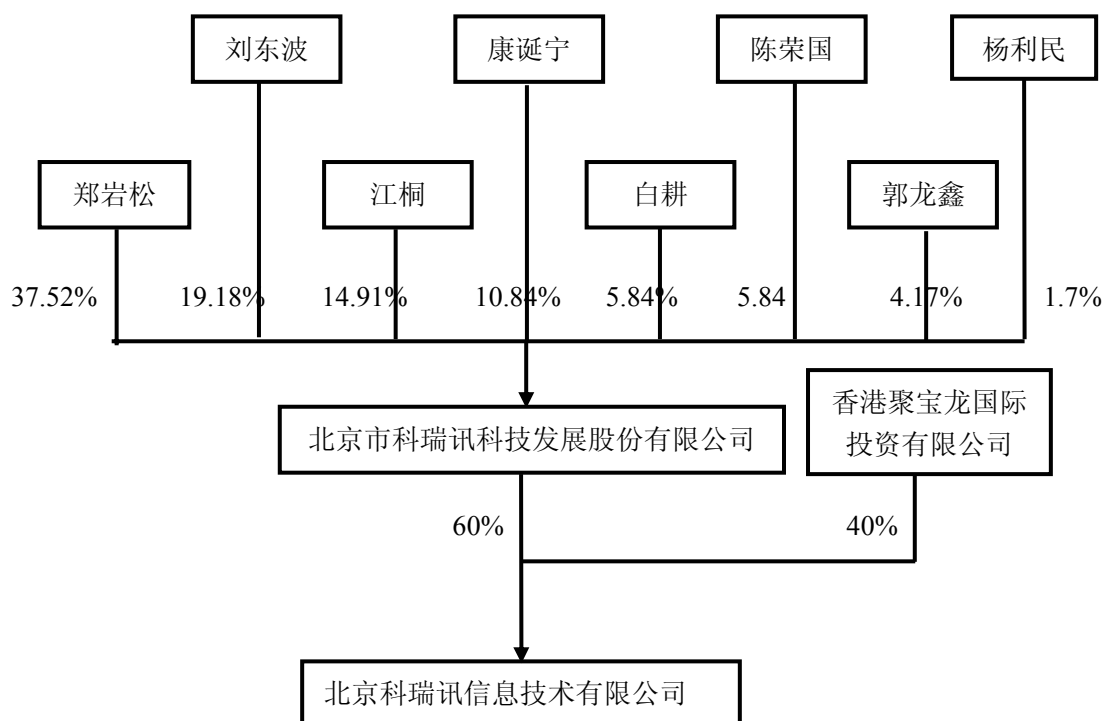 刘东波
康诞宁
陈荣国
杨利民
郑岩松
江桐
白耕
郭龙鑫
37.52%
19.18%
14.91%
10.84%
5.84%
5.84
4.17%
1.7%
北京市科瑞讯科技发展股份有限公司
香港聚宝龙国际
投资有限公司
60%
40%
北京科瑞讯信息技术有限公司